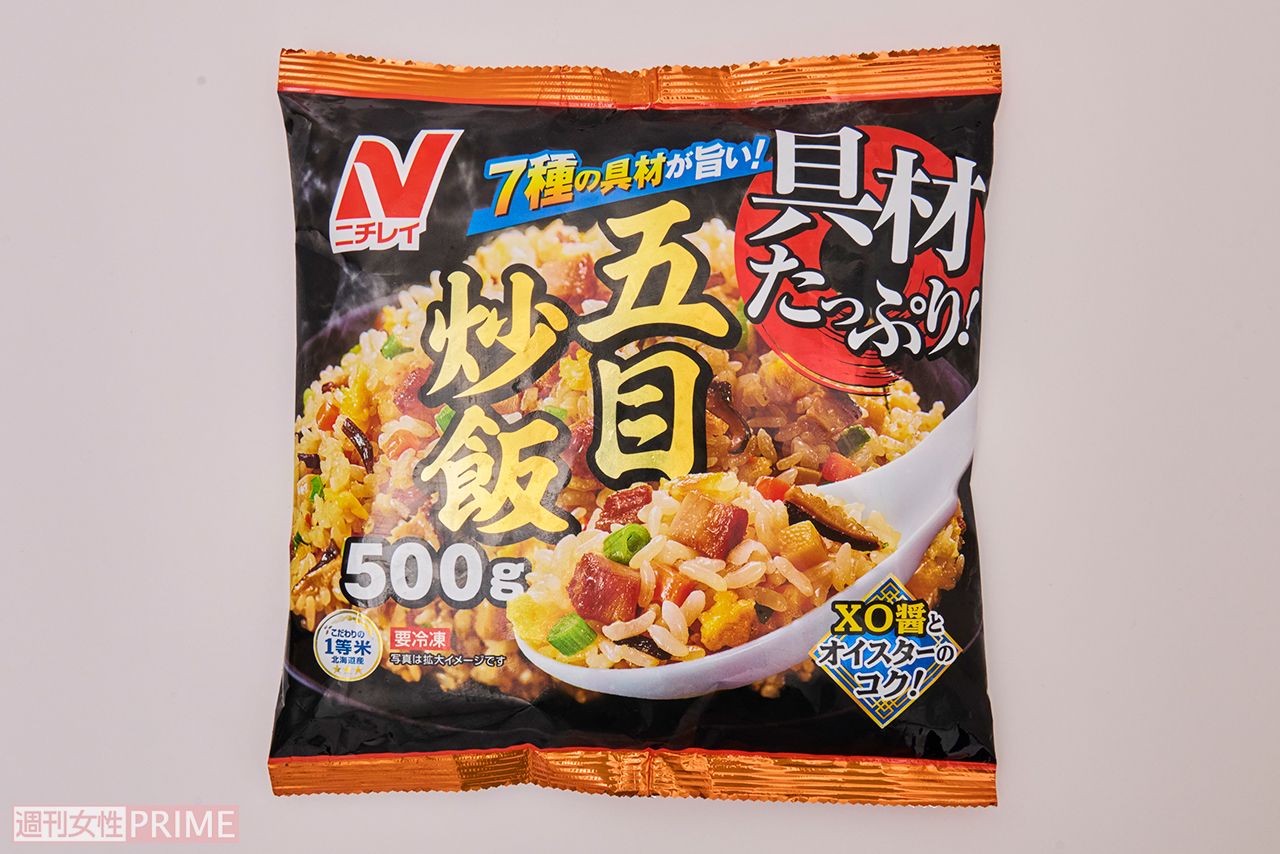 ニチレイ
7種の具材が旨い!
具材
たっぷり!
五目
炒飯
500g
こだわりの
1等米
北海道産
要冷凍
写真は拡大イメージです
XO醤と
オイスターの
コク!
週刊女性PRIME